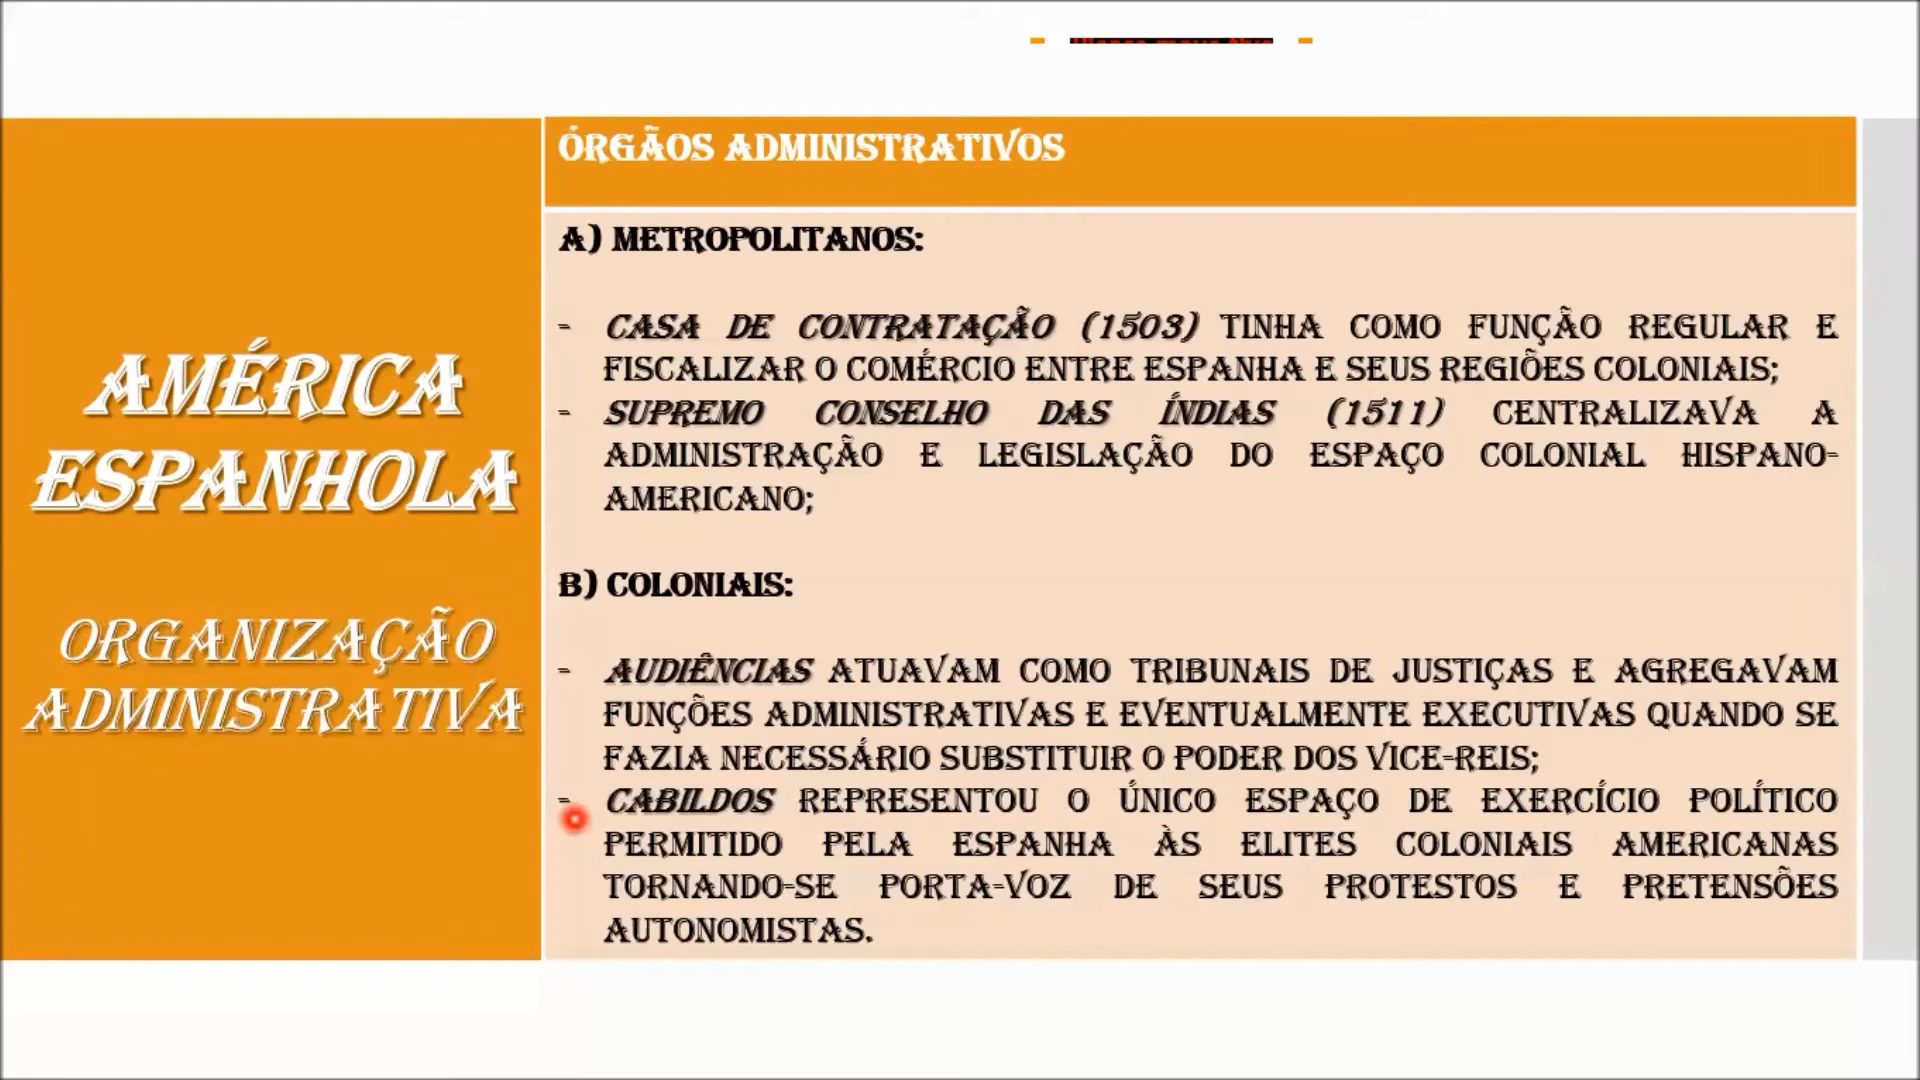 ÓRGÃOS ADMINISTRATIVOS
AMÉRICA
ESPANHOLA
ORGANIZAÇÃO
ADMINISTRATIVA
A) METROPOLITANOS:
- CASA DE CONTRATAÇÃO (1503) TINHA COMO FUNÇÃO REGULAR E
FISCALIZAR O COMÉRCIO ENTRE ESPANHA E SEUS REGIÕES COLONIAIS;
- SUPREMO CONSELHO DAS ÍNDIAS (1511) CENTRALIZAVA A
ADMINISTRAÇÃO E LEGISLAÇÃO DO ESPAÇO COLONIAL HISPANO-
AMERICANO;
B) COLONIAIS:
- AUDIÊNCIAS ATUAVAM COMO TRIBUNAIS DE JUSTIÇAS E AGREGAVAM
FUNÇÕES ADMINISTRATIVAS E EVENTUALMENTE EXECUTIVAS QUANDO SE
FAZIA NECESSÁRIO SUBSTITUIR O PODER DOS VICE-REIS;
- CABILDOS REPRESENTOU O ÚNICO ESPAÇO DE EXERCÍCIO POLÍTICO
PERMITIDO PELA ESPANHA ÀS ELITES COLONIAIS AMERICANAS
TORNANDO-SE PORTA-VOZ DE SEUS PROTESTOS E PRETENSÕES
AUTONOMISTAS.